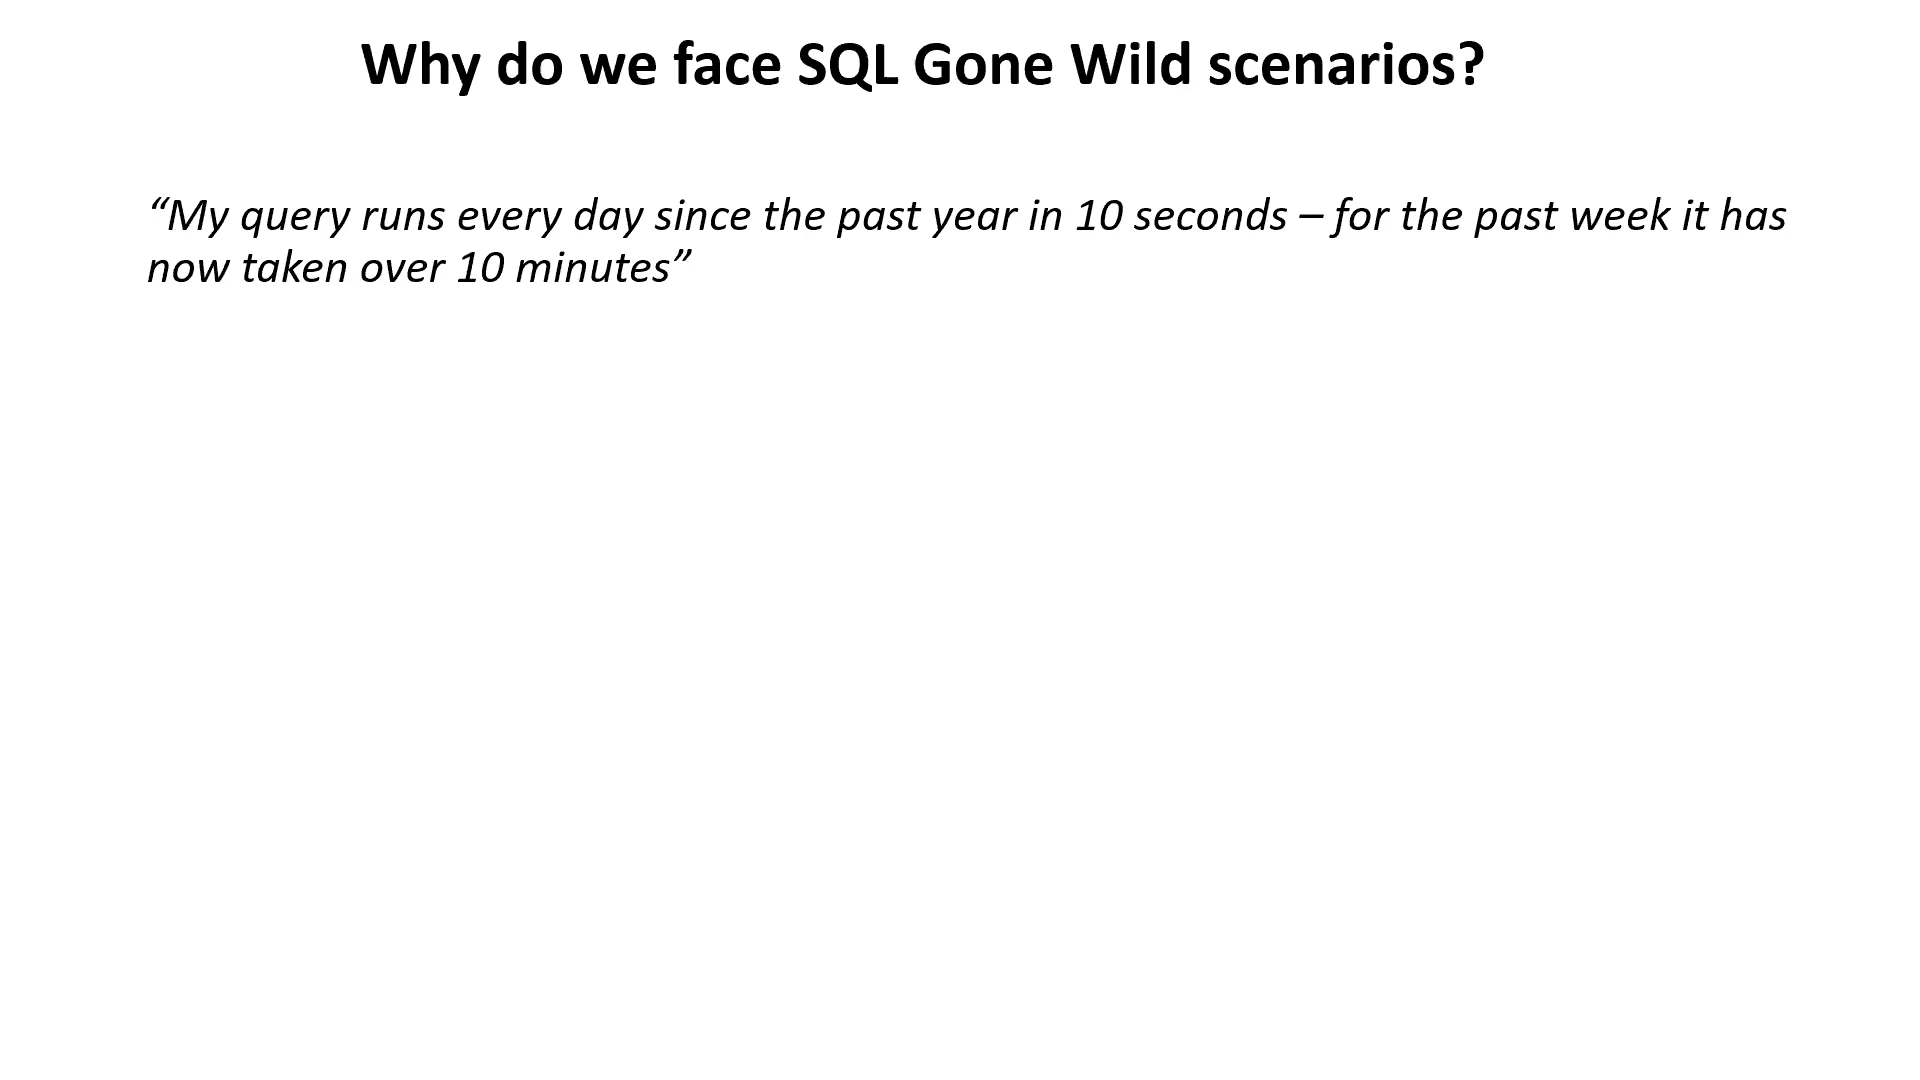 Why do we face SQL Gone Wild scenarios?
“My query runs every day since the past year in 10 seconds – for the past week it has
now taken over 10 minutes”